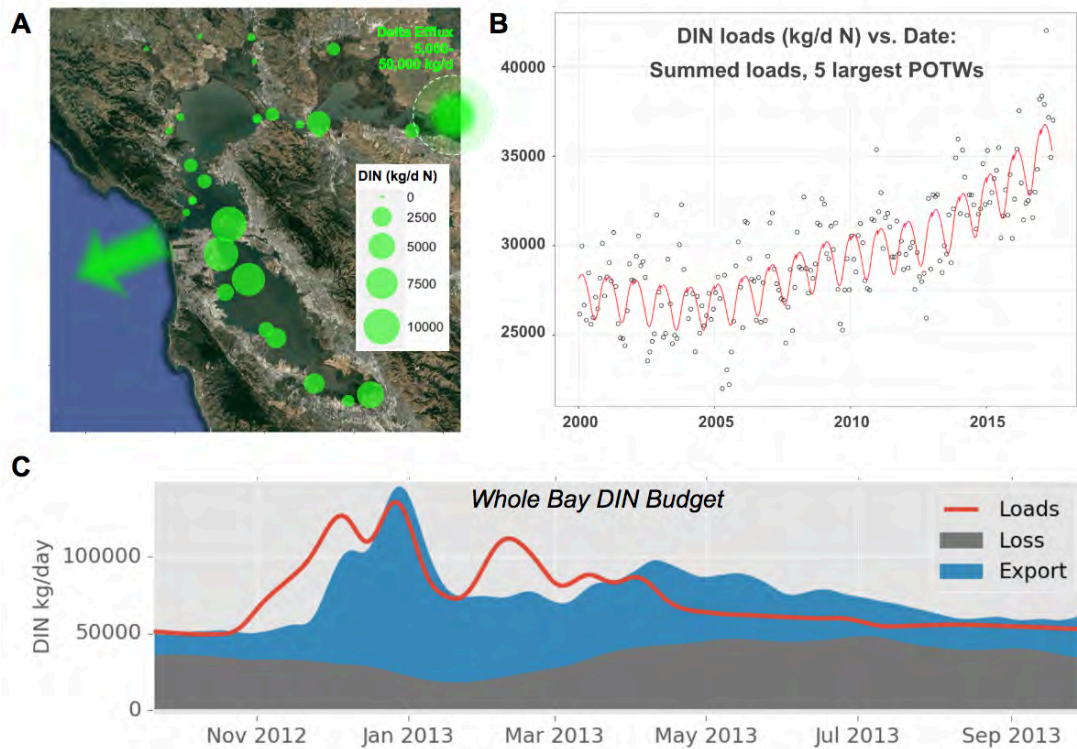 A
Delta Efflux
5,000-
50,000 kg/d
DIN (kg/d N)
0
2500
5000
7500
10000
B
DIN loads (kg/d N) vs. Date:
Summed loads, 5 largest POTWs
40000
35000
30000
25000
2000
2005
2010
2015
C
Whole Bay DIN Budget
DIN kg/day
100000
50000
0
Loads
Loss
Export
Nov 2012
Jan 2013
Mar 2013
May 2013
Jul 2013
Sep 2013